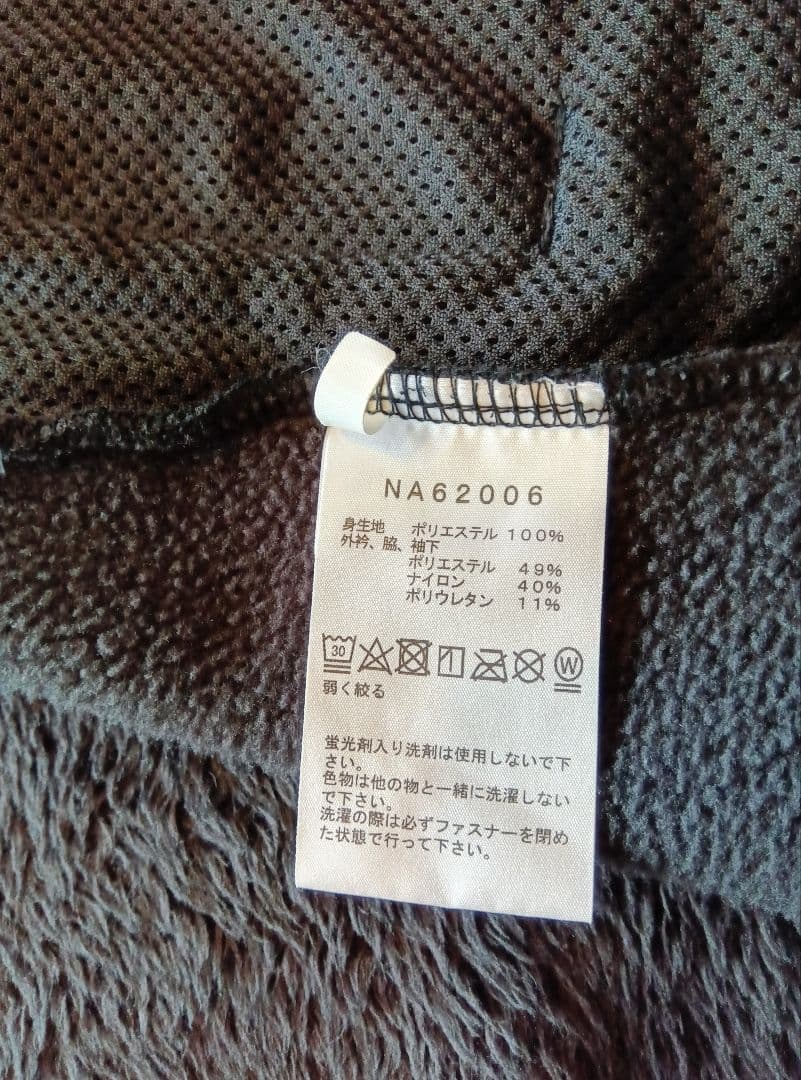 NA62006
身生地 ポリエステル 100%
外衿、脇、袖下
ポリエステル 49%
ナイロン 40%
ポリウレタン 11%
30 W
弱く絞る
蛍光剤入り洗剤は使用しないで下
さい。
色物は他の物と一緒に洗濯しない
で下さい。
洗濯の際は必ずファスナーを閉め
た状態で行って下さい。